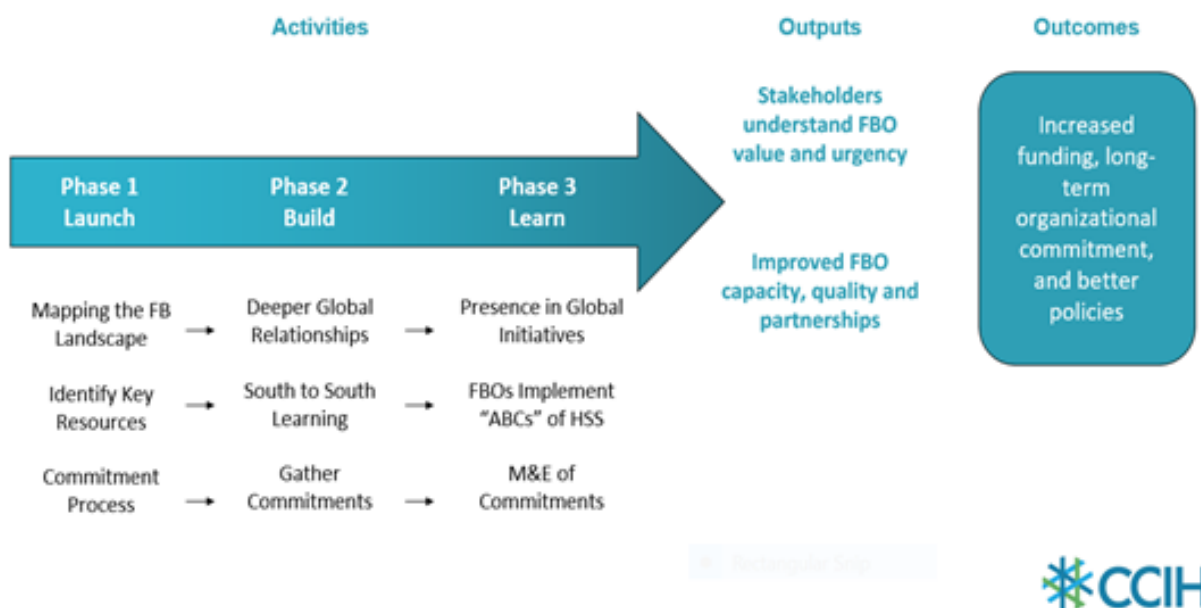 Activities
Outputs
Outcomes
Phase 1
Launch
Phase 2
Build
Phase 3
Learn
Mapping the FB
Landscape
→
Deeper Global
Relationships
→
Presence in Global
Initiatives
Identify Key
Resources
→
South to South
Learning
→
FBOs Implement
“ABCs” of HSS
Commitment
Process
→
Gather
Commitments
→
M&E of
Commitments
Stakeholders
understand FBO
value and urgency
Improved FBO
capacity, quality and
partnerships
Increased
funding, long-
term
organizational
commitment,
and better
policies
Rectangular Snip
CCIH